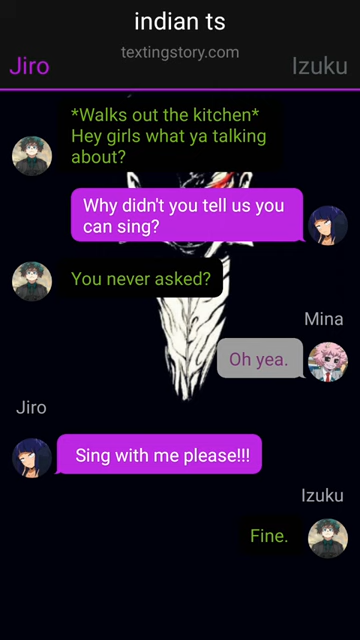 indian ts
textingstory.com
Jiro
Izuku
*Walks out the kitchen*
Hey girls what ya talking
about?
Why didn't you tell us you
can sing?
You never asked?
Mina
Oh yea.
Jiro
Sing with me please!!!
Izuku
Fine.